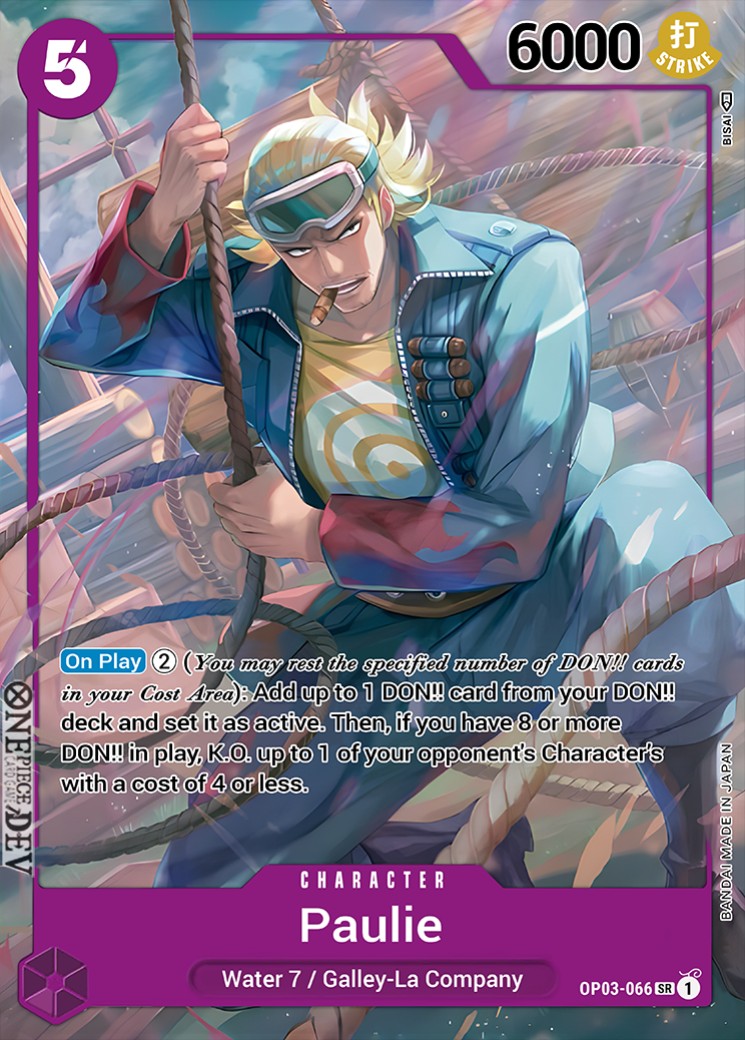 5
6000
打
STRIKE
BISAI
On Play ② (You may rest the specified number of DON!! cards
in your Cost Area): Add up to 1 DON!! card from your DON!!
deck and set it as active. Then, if you have 8 or more
DON!! in play, K.O. up to 1 of your opponent's Character's
with a cost of 4 or less.
ONE PIECE
CARD GAME
.DEV
BANDAI MADE IN JAPAN
CHARACTER
Paulie
Water 7 / Galley-La Company
OP03-066 SR 1